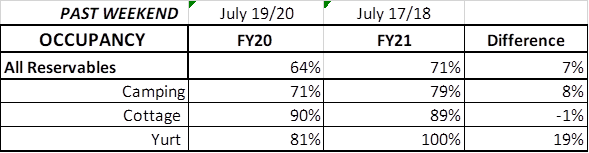 PAST WEEKEND July 19/20 July 17/18
OCCUPANCY FY20 FY21 Difference
All Reservables 64% 71% 7%
Camping 71% 79% 8%
Cottage 90% 89% -1%
Yurt 81% 100% 19%